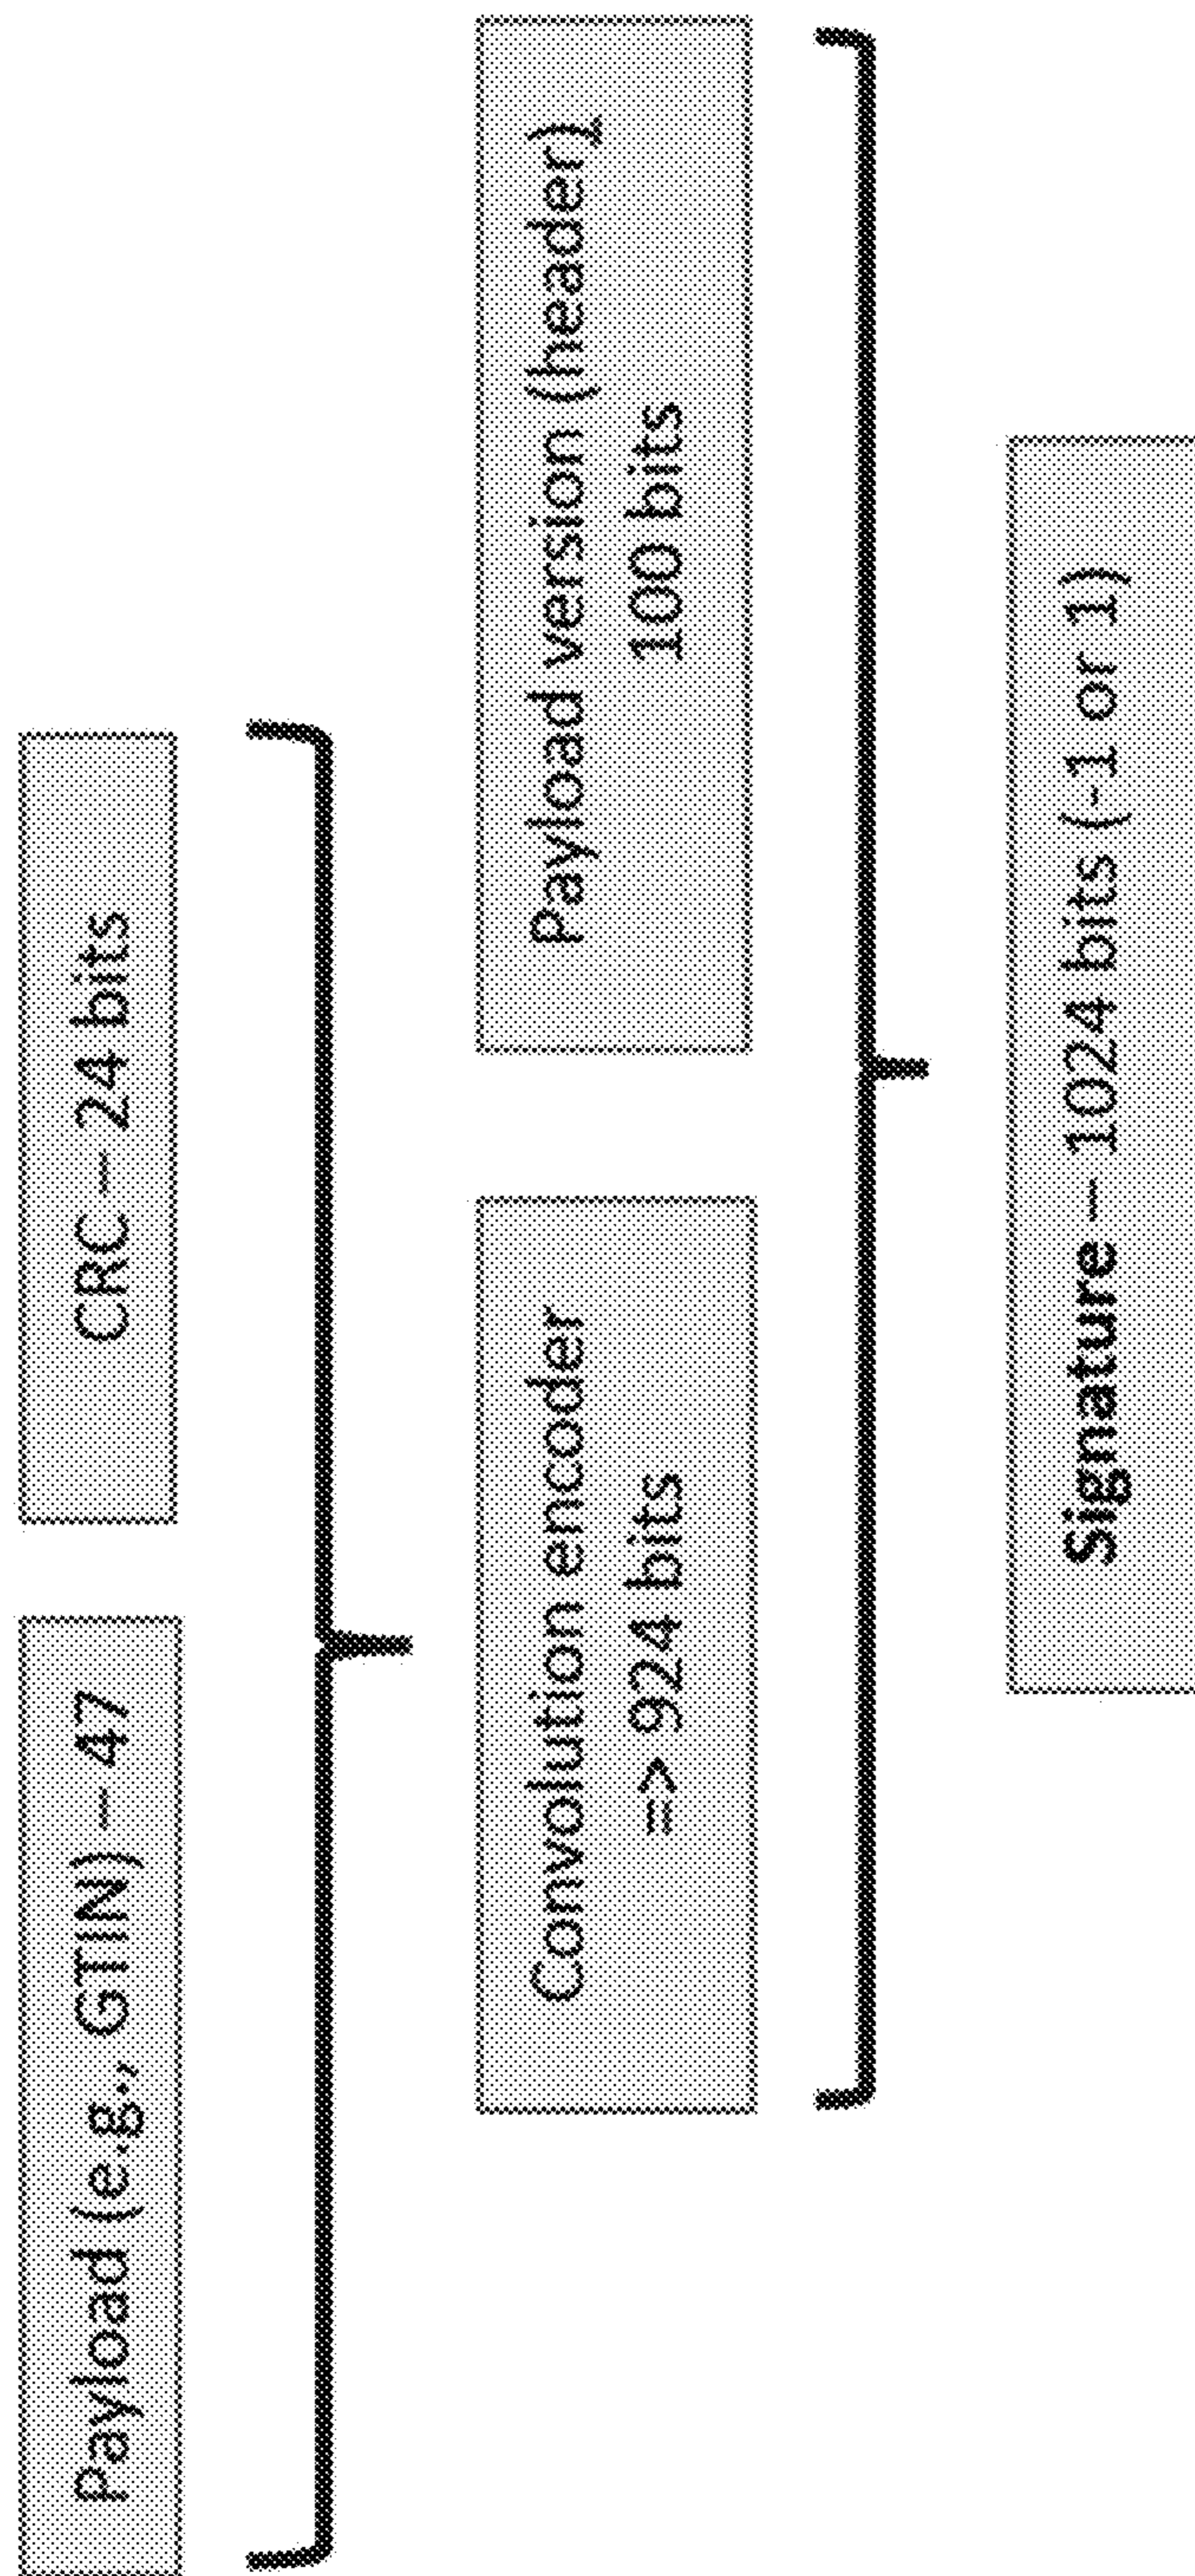 Payload (e.g., GTIN) – 47
CRC – 24 bits
Convolution encoder
=> 924 bits
Payload version (header)
100 bits
Signature – 1024 bits (-1 or 1)